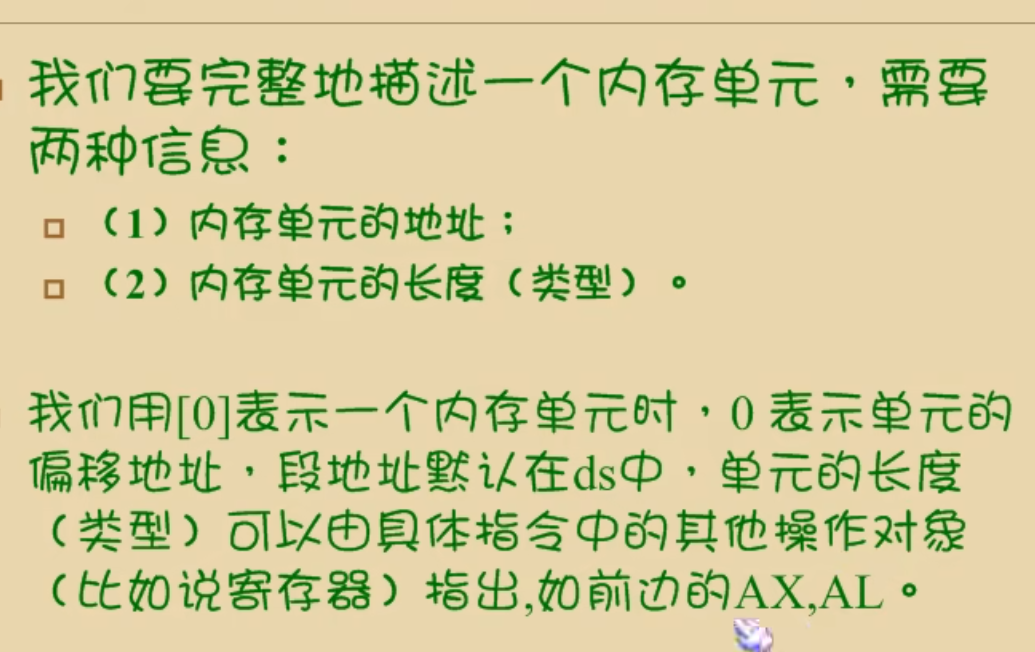 我们要完整地描述一个内存单元，需要
两种信息：
（1）内存单元的地址；
（2）内存单元的长度（类型）。
我们用[0]表示一个内存单元时，0 表示单元的
偏移地址，段地址默认在ds中，单元的长度
（类型）可以由具体指令中的其他操作对象
（比如说寄存器）指出,如前边的AX,AL。